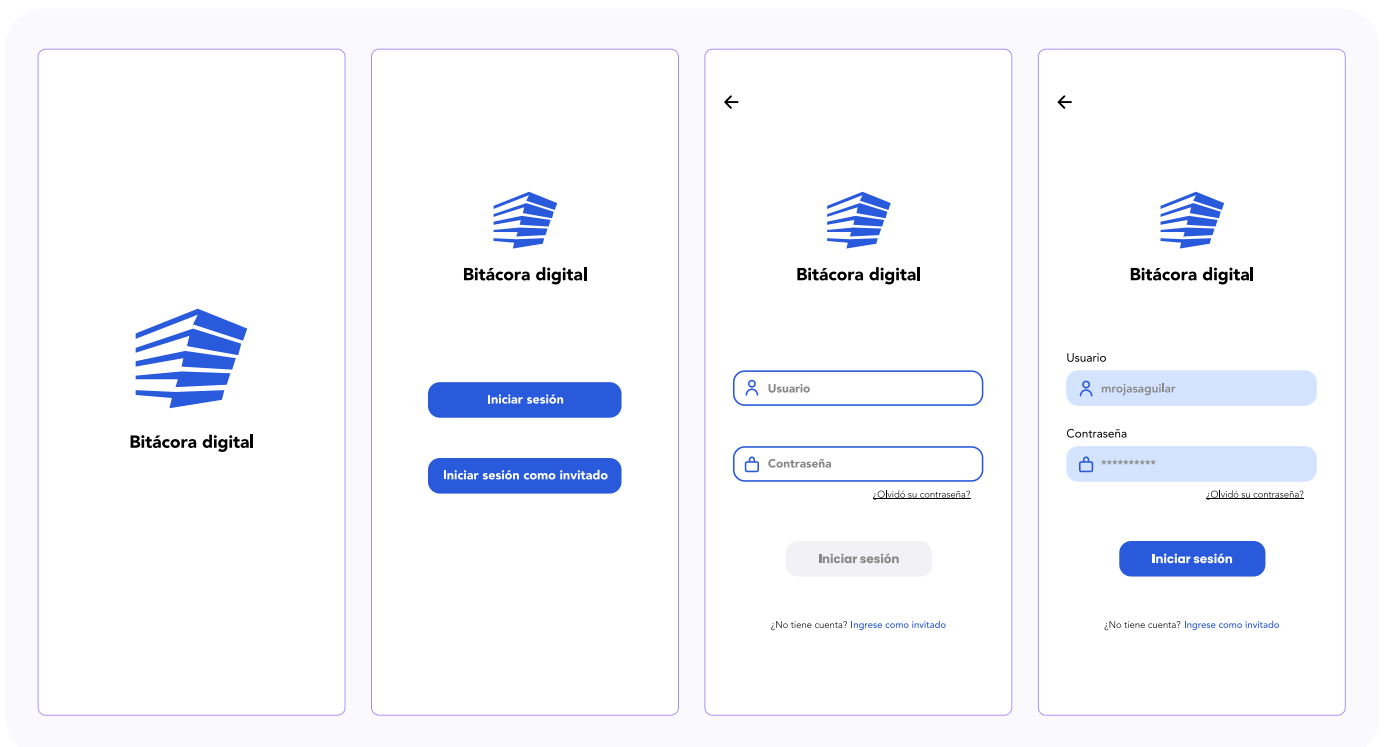 Bitácora digital
Bitácora digital
Iniciar sesión
Iniciar sesión como invitado
Bitácora digital
Usuario
Contraseña
¿Olvidó su contraseña?
Iniciar sesión
¿No tiene cuenta? Ingrese como invitado
Bitácora digital
Usuario
mrojasaguilar
Contraseña
**********
¿Olvidó su contraseña?
Iniciar sesión
¿No tiene cuenta? Ingrese como invitado